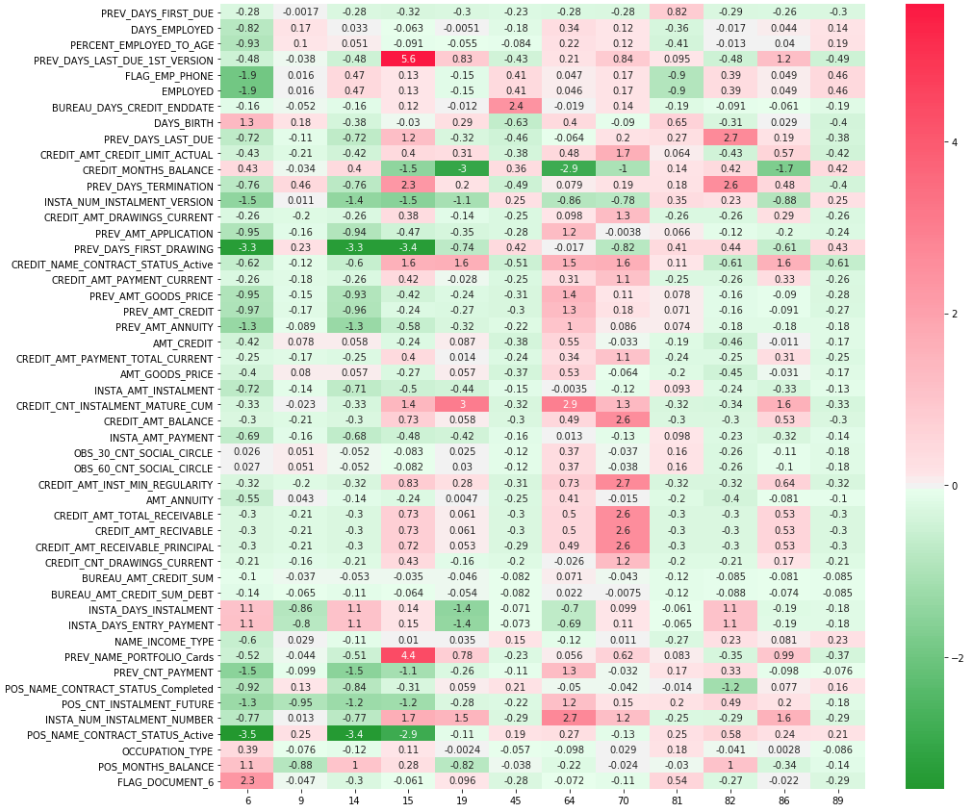 PREV_DAYS_FIRST_DUE -0.28 -0.0017 -0.28 -0.32 -0.3 -0.23 -0.28 -0.28 0.82 -0.29 -0.26 -0.3
DAYS_EMPLOYED -0.82 0.17 0.033 -0.063 -0.0051 -0.18 0.34 0.12 -0.36 -0.017 0.044 0.14
PERCENT_EMPLOYED_TO_AGE -0.93 0.1 0.051 -0.091 -0.055 -0.084 0.22 0.12 -0.41 -0.013 0.04 0.19
PREV_DAYS_LAST_DUE_1ST_VERSION -0.48 -0.038 -0.48 5.6 0.83 -0.43 0.21 0.84 0.095 -0.48 1.2 -0.49
FLAG_EMP_PHONE -1.9 0.016 0.47 0.13 -0.15 0.41 0.047 0.17 -0.9 0.39 0.049 0.46
EMPLOYED -1.9 0.016 0.47 0.13 -0.15 0.41 0.046 0.17 -0.9 0.39 0.049 0.46
BUREAU_DAYS_CREDIT_ENDDATE -0.16 -0.052 -0.16 0.12 -0.012 2.4 -0.019 0.14 -0.19 -0.091 -0.061 -0.19
DAYS_BIRTH 1.3 0.18 -0.38 -0.03 0.29 -0.63 0.4 -0.09 0.65 -0.31 0.029 -0.4
PREV_DAYS_LAST_DUE -0.72 -0.11 -0.72 1.2 -0.32 -0.46 -0.064 0.2 0.27 2.7 0.19 -0.38
CREDIT_AMT_CREDIT_LIMIT_ACTUAL -0.43 -0.21 -0.42 0.4 0.31 -0.38 0.48 1.7 0.064 -0.43 0.57 -0.42
CREDIT_MONTHS_BALANCE 0.43 -0.034 0.4 -1.5 -3 0.36 -2.9 -1 0.14 0.42 -1.7 0.42
PREV_DAYS_TERMINATION -0.76 0.46 -0.76 2.3 0.2 -0.49 0.079 0.19 0.18 2.6 0.48 -0.4
INSTA_NUM_INSTALMENT_VERSION -1.5 0.011 -1.4 -1.5 -1.1 0.25 -0.86 -0.78 0.35 0.23 -0.88 0.25
CREDIT_AMT_DRAWINGS_CURRENT -0.26 -0.2 -0.26 0.38 -0.14 -0.25 0.098 1.3 -0.26 -0.26 0.29 -0.26
PREV_AMT_APPLICATION -0.95 -0.16 -0.94 -0.47 -0.35 -0.28 1.2 -0.0038 0.066 -0.12 -0.2 -0.24
PREV_DAYS_FIRST_DRAWING -3.3 0.23 -3.3 -3.4 -0.74 0.42 -0.017 -0.82 0.41 0.44 -0.61 0.43
CREDIT_NAME_CONTRACT_STATUS_Active -0.62 -0.12 -0.6 1.6 1.6 -0.51 1.5 1.6 0.11 -0.61 1.6 -0.61
CREDIT_AMT_PAYMENT_CURRENT -0.26 -0.18 -0.26 0.42 -0.028 -0.25 0.31 1.1 -0.25 -0.26 0.33 -0.26
PREV_AMT_GOODS_PRICE -0.95 -0.15 -0.93 -0.42 -0.24 -0.31 1.4 0.11 0.078 -0.16 -0.09 -0.28
PREV_AMT_CREDIT -0.97 -0.17 -0.96 -0.24 -0.27 -0.3 1.3 0.18 0.071 -0.16 -0.091 -0.27
PREV_AMT_ANNUITY -1.3 -0.089 -1.3 -0.58 -0.32 -0.22 1 0.086 0.074 -0.18 -0.18 -0.18
AMT_CREDIT -0.42 0.078 0.058 -0.24 0.087 -0.38 0.55 -0.033 -0.19 -0.46 -0.011 -0.17
CREDIT_AMT_PAYMENT_TOTAL_CURRENT -0.25 -0.17 -0.25 0.4 0.014 -0.24 0.34 1.1 -0.24 -0.25 0.31 -0.25
AMT_GOODS_PRICE -0.4 0.08 0.057 -0.27 0.057 -0.37 0.53 -0.064 -0.2 -0.45 -0.031 -0.17
INSTA_AMT_INSTALMENT -0.72 -0.14 -0.71 -0.5 -0.44 -0.15 -0.0035 -0.12 0.093 -0.24 -0.33 -0.13
CREDIT_CNT_INSTALMENT_MATURE_CUM -0.33 -0.023 -0.33 1.4 3 -0.32 2.9 1.3 -0.32 -0.34 1.6 -0.33
CREDIT_AMT_BALANCE -0.3 -0.21 -0.3 0.73 0.058 -0.3 0.49 2.6 -0.3 -0.3 0.53 -0.3
INSTA_AMT_PAYMENT -0.69 -0.16 -0.68 -0.48 -0.42 -0.16 0.013 -0.13 0.098 -0.23 -0.32 -0.14
OBS_30_CNT_SOCIAL_CIRCLE 0.026 0.051 -0.052 -0.083 0.025 -0.12 0.37 -0.037 0.16 -0.26 -0.11 -0.18
OBS_60_CNT_SOCIAL_CIRCLE 0.027 0.051 -0.052 -0.082 0.03 -0.12 0.37 -0.038 0.16 -0.26 -0.1 -0.18
CREDIT_AMT_INST_MIN_REGULARITY -0.32 -0.2 -0.32 0.83 0.28 -0.31 0.73 2.7 -0.32 -0.32 0.64 -0.32
AMT_ANNUITY -0.55 0.043 -0.14 -0.24 0.0047 -0.25 0.41 -0.015 -0.2 -0.4 -0.081 -0.1
CREDIT_AMT_TOTAL_RECEIVABLE -0.3 -0.21 -0.3 0.73 0.061 -0.3 0.5 2.6 -0.3 -0.3 0.53 -0.3
CREDIT_AMT_RECIVABLE -0.3 -0.21 -0.3 0.73 0.061 -0.3 0.5 2.6 -0.3 -0.3 0.53 -0.3
CREDIT_AMT_RECEIVABLE_PRINCIPAL -0.3 -0.21 -0.3 0.72 0.053 -0.29 0.49 2.6 -0.3 -0.3 0.53 -0.3
CREDIT_CNT_DRAWINGS_CURRENT -0.21 -0.16 -0.21 0.43 -0.16 -0.2 -0.026 1.2 -0.2 -0.21 0.17 -0.21
BUREAU_AMT_CREDIT_SUM -0.1 -0.037 -0.053 -0.035 -0.046 -0.082 0.071 -0.043 -0.12 -0.085 -0.081 -0.085
BUREAU_AMT_CREDIT_SUM_DEBT -0.14 -0.065 -0.11 -0.064 -0.054 -0.082 0.022 -0.0075 -0.12 -0.088 -0.074 -0.085
INSTA_DAYS_INSTALMENT 1.1 -0.86 1.1 0.14 -1.4 -0.071 -0.7 0.099 -0.061 1.1 -0.19 -0.18
INSTA_DAYS_ENTRY_PAYMENT 1.1 -0.8 1.1 0.15 -1.4 -0.073 -0.69 0.11 -0.065 1.1 -0.19 -0.18
NAME_INCOME_TYPE -0.6 0.029 -0.11 0.01 0.035 0.15 -0.12 0.011 -0.27 0.23 0.081 0.23
PREV_NAME_PORTFOLIO_Cards -0.52 -0.044 -0.51 4.4 0.78 -0.23 0.056 0.62 0.083 -0.35 0.99 -0.37
PREV_CNT_PAYMENT -1.5 -0.099 -1.5 -1.1 -0.26 -0.11 1.3 -0.032 0.17 0.33 -0.098 -0.076
POS_NAME_CONTRACT_STATUS_Completed -0.92 0.13 -0.84 -0.31 0.059 0.21 -0.05 -0.042 -0.014 -1.2 0.077 0.16
POS_CNT_INSTALMENT_FUTURE -1.3 -0.95 -1.2 -1.2 -0.28 -0.22 1.2 0.15 0.2 0.49 0.2 -0.18
INSTA_NUM_INSTALMENT_NUMBER -0.77 0.013 -0.77 1.7 1.5 -0.29 2.7 1.2 -0.25 -0.29 1.6 -0.29
POS_NAME_CONTRACT_STATUS_Active -3.5 0.25 -3.4 -2.9 -0.11 0.19 0.27 -0.13 0.25 0.58 0.24 0.21
OCCUPATION_TYPE 0.39 -0.076 -0.12 0.11 -0.0024 -0.057 -0.098 0.029 0.18 -0.041 0.0028 -0.086
POS_MONTHS_BALANCE 1.1 -0.88 1 0.28 -0.82 -0.038 -0.22 -0.024 -0.03 1 -0.34 -0.14
FLAG_DOCUMENT_6 2.3 -0.047 -0.3 -0.061 0.096 -0.28 -0.072 -0.11 0.54 -0.27 -0.022 -0.29
6 9 14 15 19 45 64 70 81 82 86 89
4
2
0
-2